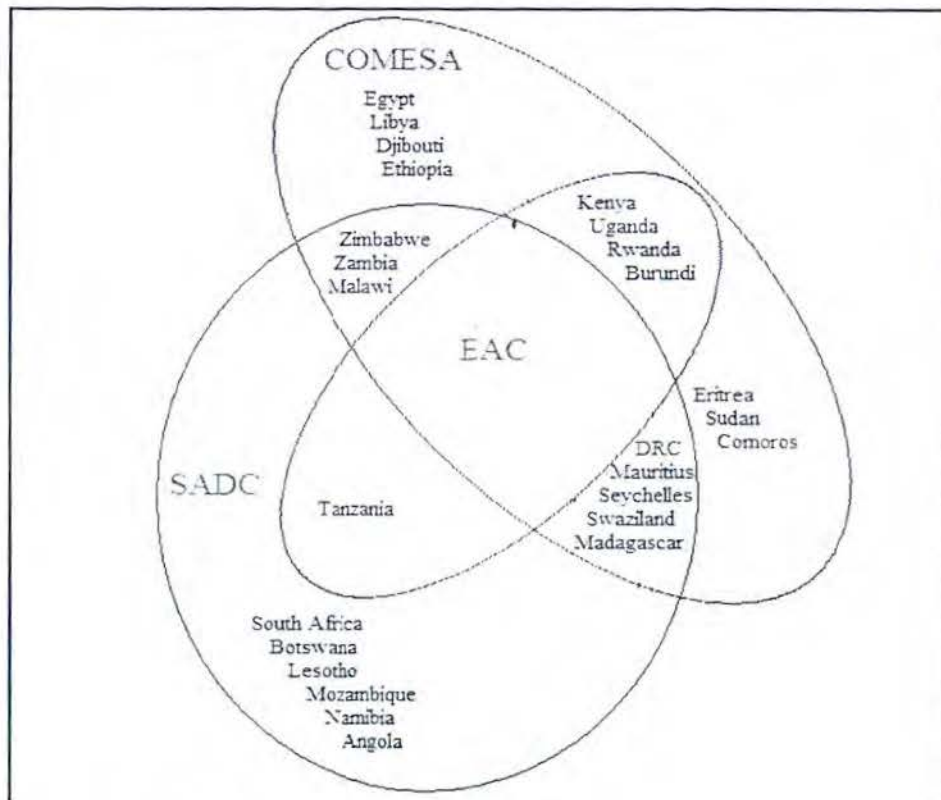 COMESA
Egypt
Libya
Djibouti
Ethiopia
Kenya
Uganda
Rwanda
Burundi
Zimbabwe
Zambia
Malawi
EAC
Eritrea
Sudan
Comoros
DRC
Mauritius
Seychelles
Swaziland
Madagascar
SADC
Tanzania
South Africa
Botswana
Lesotho
Mozambique
Namibia
Angola